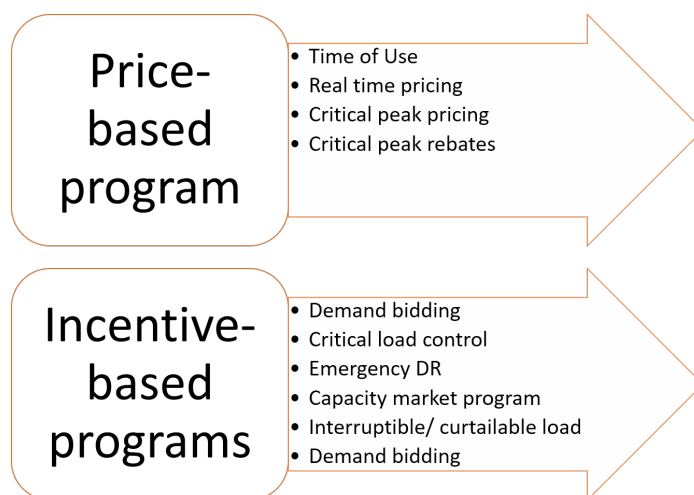 Price-
based
program
• Time of Use
• Real time pricing
• Critical peak pricing
• Critical peak rebates
Incentive-
based
programs
• Demand bidding
• Critical load control
• Emergency DR
• Capacity market program
• Interruptible/ curtailable load
• Demand bidding